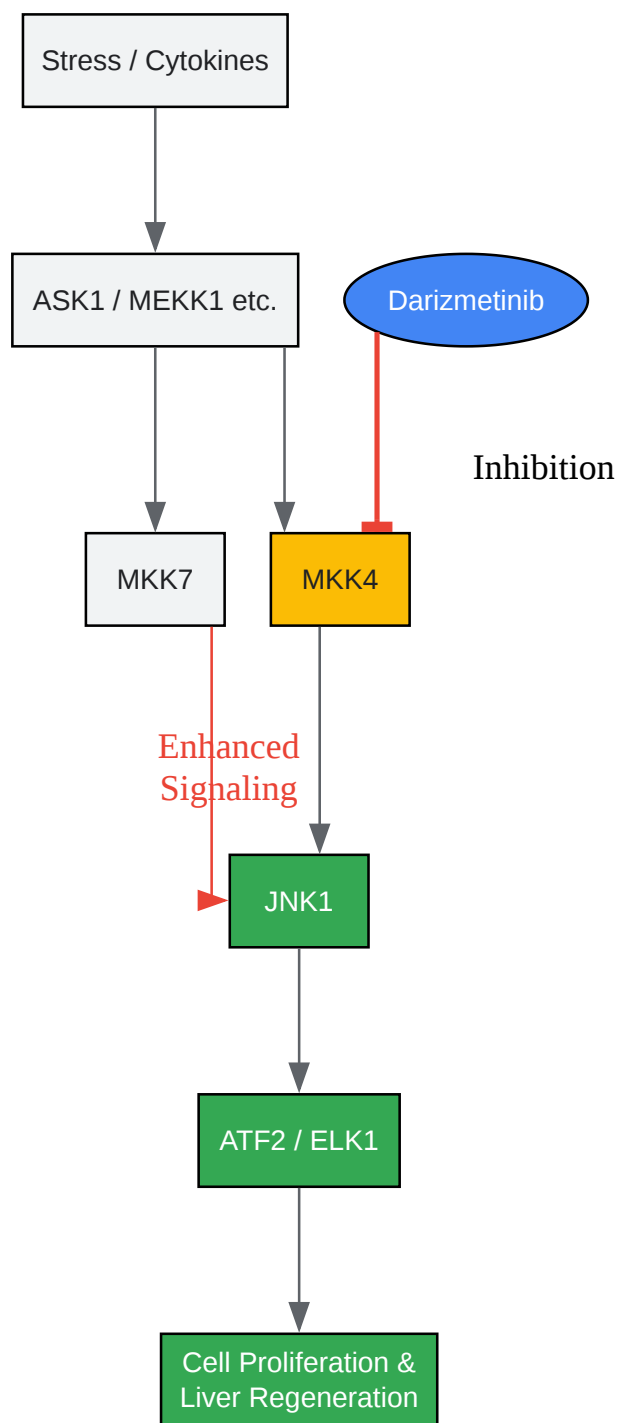 Stress / Cytokines
ASK1 / MEKK1 etc.
Darizmetinib
Inhibition
MKK7
MKK4
Enhanced
Signaling
JNK1
ATF2 / ELK1
Cell Proliferation &
Liver Regeneration